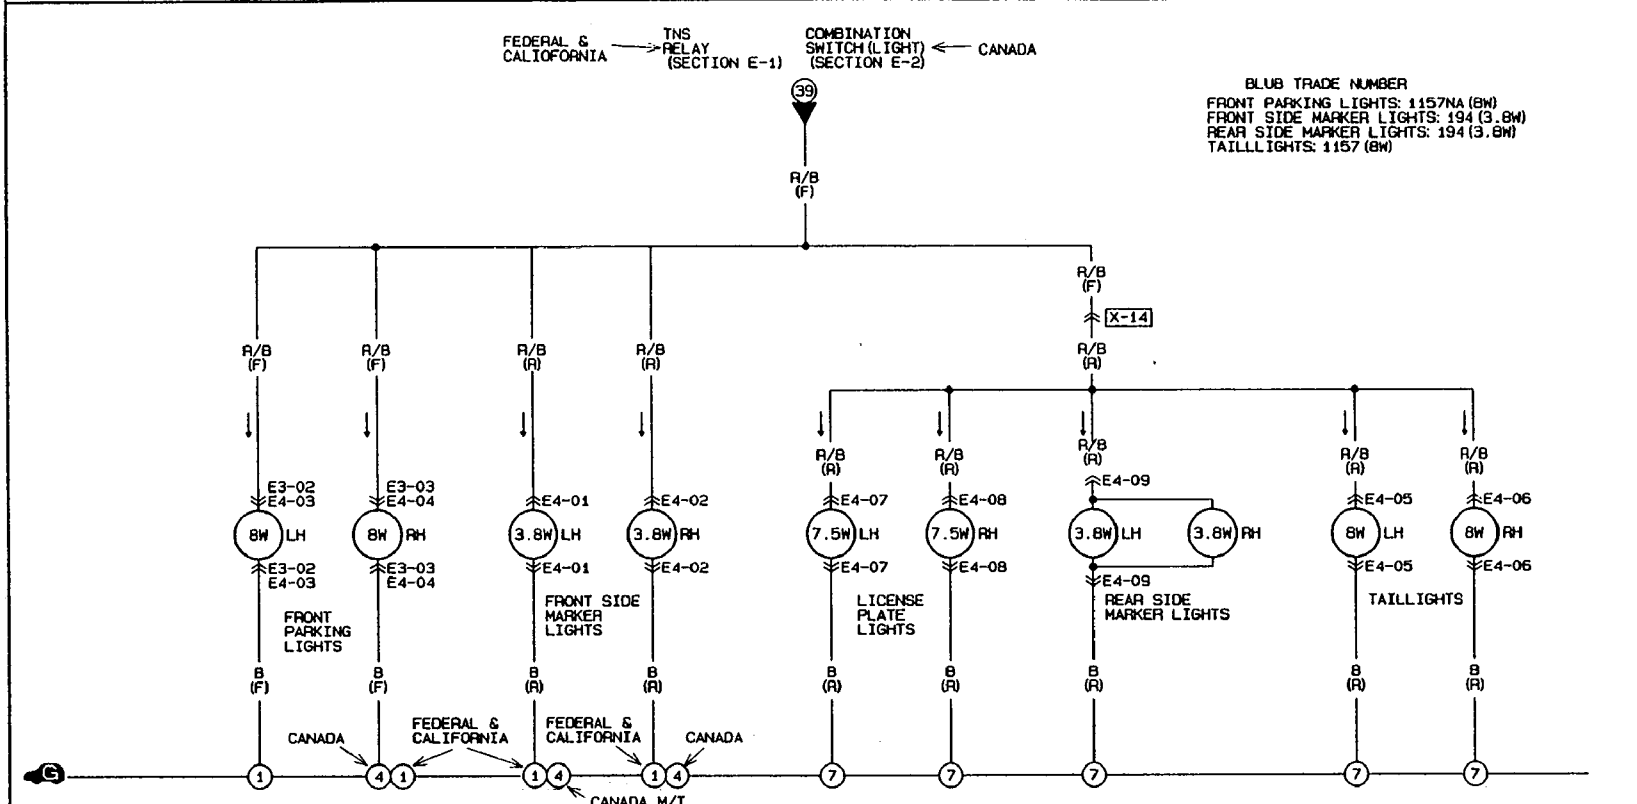 FEDERAL &
CALIOFORNIA
TNS
RELAY
(SECTION E-1)
COMBINATION
SWITCH(LIGHT)
(SECTION E-2)
CANADA
39
BLUB TRADE NUMBER
FRONT PARKING LIGHTS: 1157NA(8W)
FRONT SIDE MARKER LIGHTS: 194(3.8W)
REAR SIDE MARKER LIGHTS: 194(3.8W)
TAILLLIGHTS: 1157(8W)
R/B
(F)
R/B
(F)
X-14
R/B
(F)
R/B
(F)
R/B
(R)
R/B
(R)
R/B
(R)
R/B
(R)
R/B
(R)
R/B
(R)
R/B
(R)
R/B
(R)
E3-02
E4-03
E3-03
E4-04
E4-01
E4-02
E4-07
E4-08
E4-09
E4-05
E4-06
8W LH
8W RH
3.8W LH
3.8W RH
7.5W LH
7.5W RH
3.8W LH
3.8W RH
8W LH
8W RH
E3-02
E4-03
E3-03
E4-04
E4-01
E4-02
E4-07
E4-08
E4-09
E4-05
E4-06
FRONT
PARKING
LIGHTS
FRONT SIDE
MARKER
LIGHTS
LICENSE
PLATE
LIGHTS
REAR SIDE
MARKER LIGHTS
TAILLIGHTS
B
(F)
B
(F)
B
(R)
B
(R)
B
(R)
B
(R)
B
(R)
B
(R)
B
(R)
CANADA
FEDERAL &
CALIFORNIA
FEDERAL &
CALIFORNIA
CANADA
G
1
4
1
1
4
1
4
7
7
7
7
7
CANADA M/T